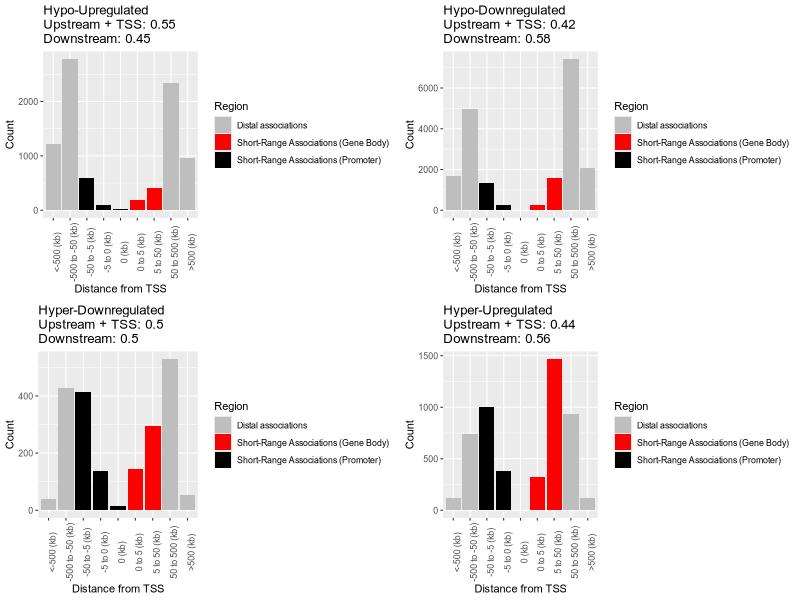 Hypo-Upregulated
Upstream + TSS: 0.55
Downstream: 0.45
Count
2000
1000
0
<-500 (kb)
-500 to -50 (kb)
-50 to -5 (kb)
-5 to 0 (kb)
0 (kb)
0 to 5 (kb)
5 to 50 (kb)
50 to 500 (kb)
>500 (kb)
Distance from TSS
Region
Distal associations
Short-Range Associations (Gene Body)
Short-Range Associations (Promoter)
Hypo-Downregulated
Upstream + TSS: 0.42
Downstream: 0.58
Count
6000
4000
2000
0
<-500 (kb)
-500 to -50 (kb)
-50 to -5 (kb)
-5 to 0 (kb)
0 (kb)
0 to 5 (kb)
5 to 50 (kb)
50 to 500 (kb)
>500 (kb)
Distance from TSS
Region
Distal associations
Short-Range Associations (Gene Body)
Short-Range Associations (Promoter)
Hyper-Downregulated
Upstream + TSS: 0.5
Downstream: 0.5
Count
400
200
0
<-500 (kb)
-500 to -50 (kb)
-50 to -5 (kb)
-5 to 0 (kb)
0 (kb)
0 to 5 (kb)
5 to 50 (kb)
50 to 500 (kb)
>500 (kb)
Distance from TSS
Region
Distal associations
Short-Range Associations (Gene Body)
Short-Range Associations (Promoter)
Hyper-Upregulated
Upstream + TSS: 0.44
Downstream: 0.56
Count
1500
1000
500
0
<-500 (kb)
-500 to -50 (kb)
-50 to -5 (kb)
-5 to 0 (kb)
0 (kb)
0 to 5 (kb)
5 to 50 (kb)
50 to 500 (kb)
>500 (kb)
Distance from TSS
Region
Distal associations
Short-Range Associations (Gene Body)
Short-Range Associations (Promoter)